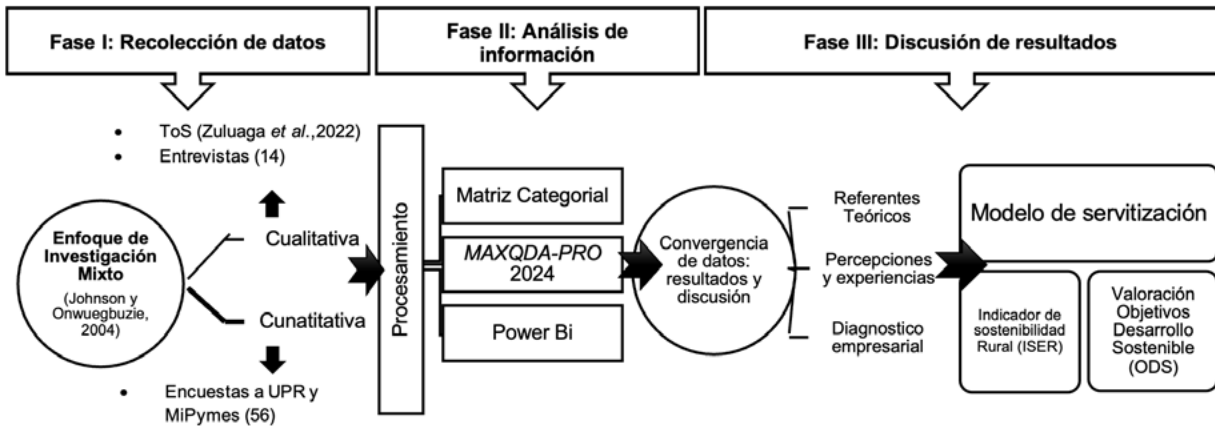 Fase I: Recolección de datos
Fase II: Análisis de
información
Fase III: Discusión de resultados
• ToS (Zuluaga et al.,2022)
• Entrevistas (14)
Enfoque de
Investigación
Mixto
(Johnson y
Onwuegbuzie,
2004)
Cualitativa
Cunatitativa
• Encuestas a UPR y
MiPymes (56)
Procesamiento
Matriz Categorial
MAXQDA-PRO
2024
Power Bi
Convergencia
de datos:
resultados y
discusión
Referentes
Teóricos
Percepciones
y experiencias
Diagnostico
empresarial
Modelo de servitización
Indicador de
sostenibilidad
Rural (ISER)
Valoración
Objetivos
Desarrollo
Sostenible
(ODS)